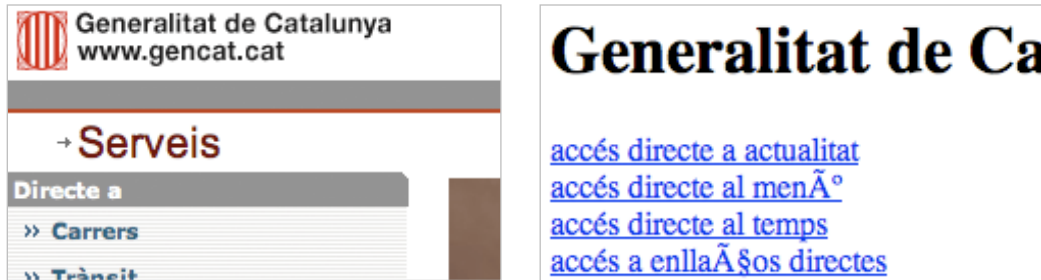 Generalitat de Catalunya
www.gencat.cat
Serveis
Directe a
» Carrers
» Trànsit
Generalitat de Ca
accés directe a actualitat
accés directe al menÃº
accés directe al temps
accés a enllaÃ§os directes